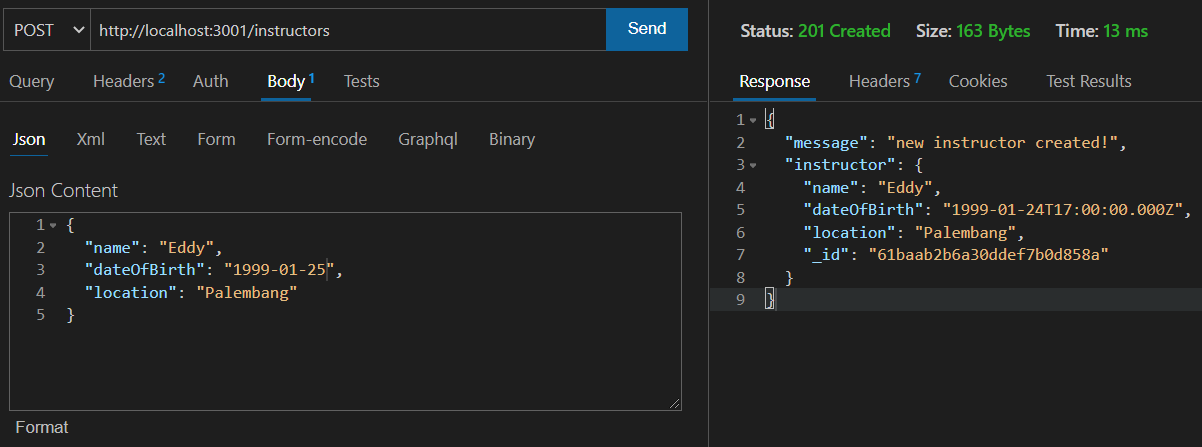 POST http://localhost:3001/instructors Send
Query Headers 2 Auth Body 1 Tests
Json Xml Text Form Form-encode Graphql Binary
Json Content
1 {
2 "name": "Eddy",
3 "dateOfBirth": "1999-01-25",
4 "location": "Palembang"
5 }
Format
Status: 201 Created Size: 163 Bytes Time: 13 ms
Response Headers 7 Cookies Test Results
1 {
2 "message": "new instructor created!",
3 "instructor": {
4 "name": "Eddy",
5 "dateOfBirth": "1999-01-24T17:00:00.000Z",
6 "location": "Palembang",
7 "_id": "61baab2b6a30ddef7b0d858a"
8 }
9 }